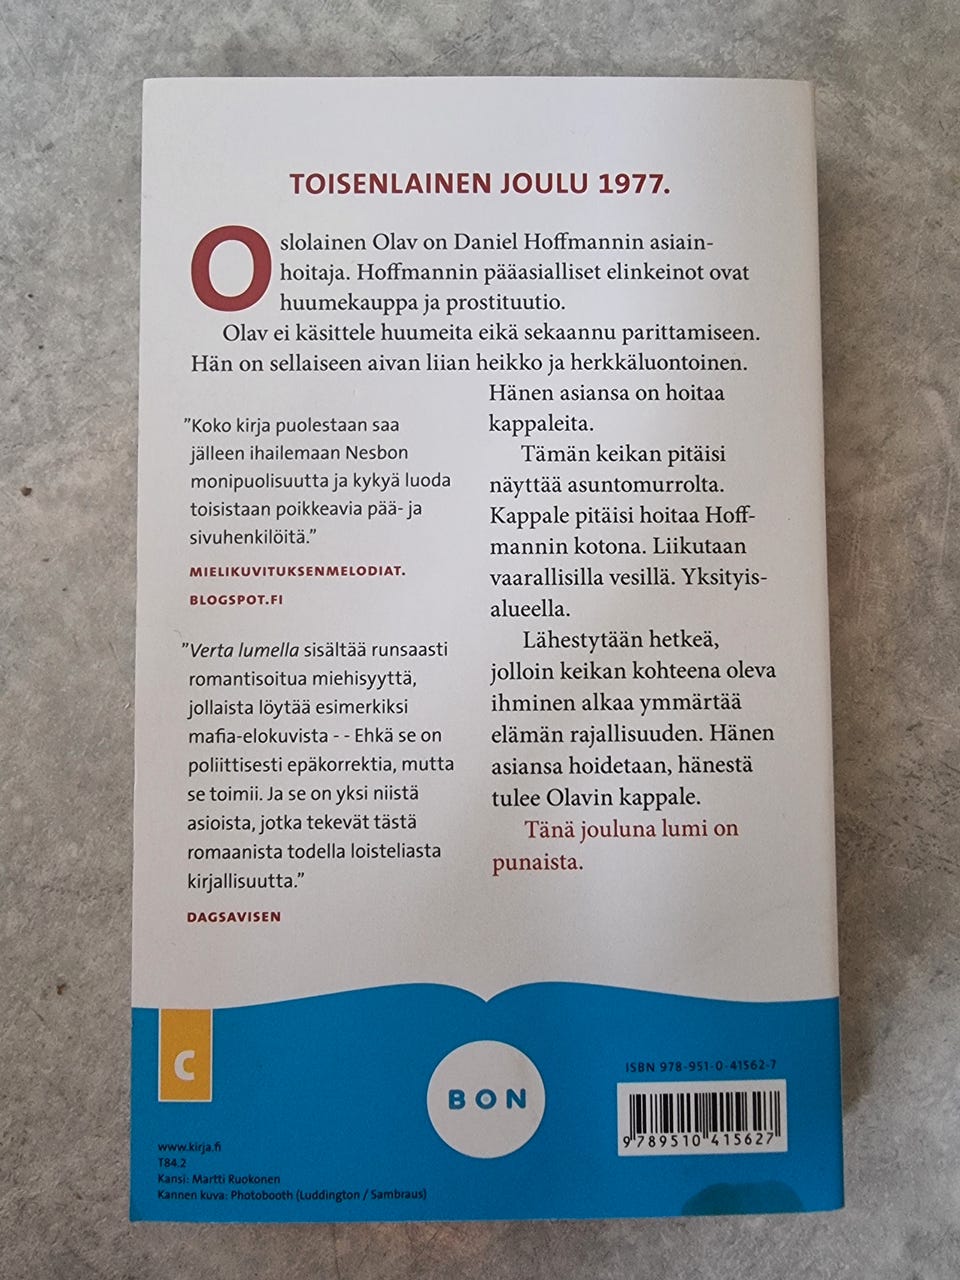 TOISENLAINEN JOULU 1977.
Oslolainen Olav on Daniel Hoffmannin asiain-
hoitaja. Hoffmannin pääasialliset elinkeinot ovat
huumekauppa ja prostituutio.
Olav ei käsittele huumeita eikä sekaannu parittamiseen.
Hän on sellaiseen aivan liian heikko ja herkkäluontoinen.
Hänen asiansa on hoitaa
kappaleita.
Tämän keikan pitäisi
näyttää asuntomurrolta.
Kappale pitäisi hoitaa Hoff-
mannin kotona. Liikutaan
vaarallisilla vesillä. Yksityis-
alueella.
Lähestytään hetkeä,
jolloin keikan kohteena oleva
ihminen alkaa ymmärtää
elämän rajallisuuden. Hänen
asiansa hoidetaan, hänestä
tulee Olavin kappale.
Tänä jouluna lumi on
punaista.
”Koko kirja puolestaan saa
jälleen ihailemaan Nesbon
monipuolisuutta ja kykyä luoda
toisistaan poikkeavia pää- ja
sivuhenkilöitä.”
MIELIKUVITUKSENMELODIAT.
BLOGSPOT.FI
”Verta lumella sisältää runsaasti
romantisoitua miehisyyttä,
jollaista löytää esimerkiksi
mafia-elokuvista - - Ehkä se on
poliittisesti epäkorrektia, mutta
se toimii. Ja se on yksi niistä
asioista, jotka tekevät tästä
romaanista todella loisteliasta
kirjallisuutta.”
DAGSAVISEN
C
BON
ISBN 978-951-0-41562-7
9 789510 415627
www.kirja.fi
T84.2
Kansi: Martti Ruokonen
Kannen kuva: Photobooth (Luddington / Sambraus)